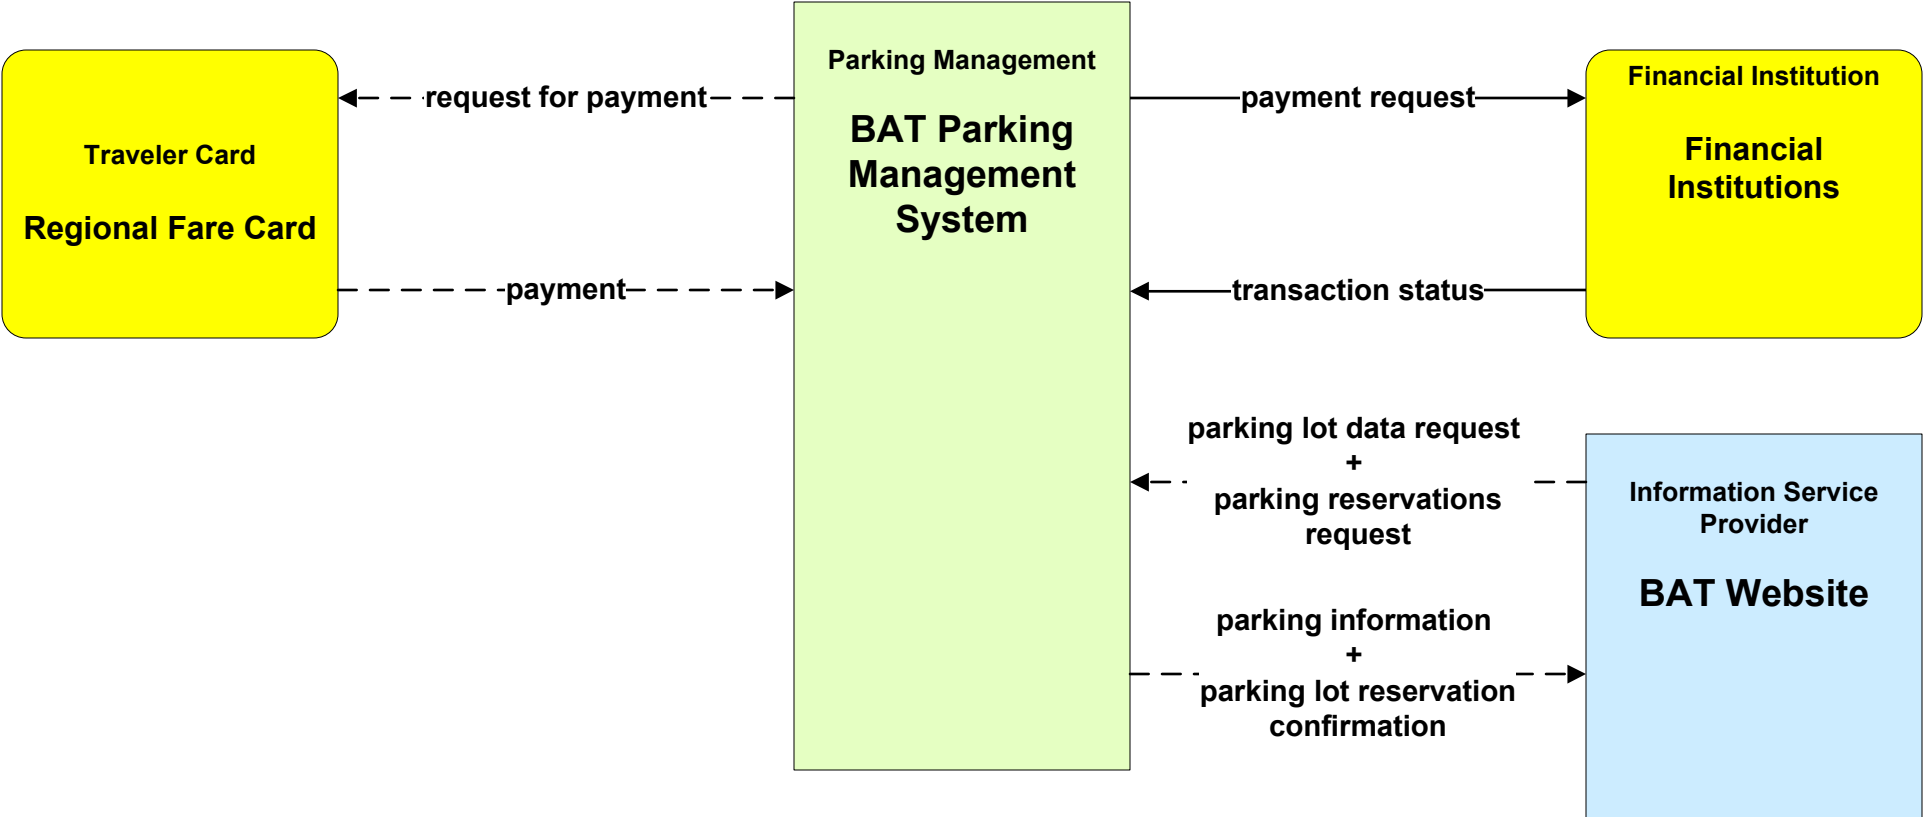 Traveler Card
Regional Fare Card
request for payment
payment
Parking Management
BAT Parking
Management
System
payment request
transaction status
Financial Institution
Financial
Institutions
parking lot data request
+
parking reservations
request
parking information
+
parking lot reservation
confirmation
Information Service
Provider
BAT Website